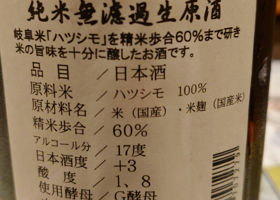 純米無濾過生原酒
岐阜米「ハツシモ」を精米歩合60%まで研き
米の旨味を十分に醸したお酒です。
品目/日本酒
原料米/ハツシモ 100%
原材料名/米(国産)・米麹(国産米)
精米歩合/60%
アルコール分/17度
日本酒度/+3
酸度/1.8
使用酵母/G酵母